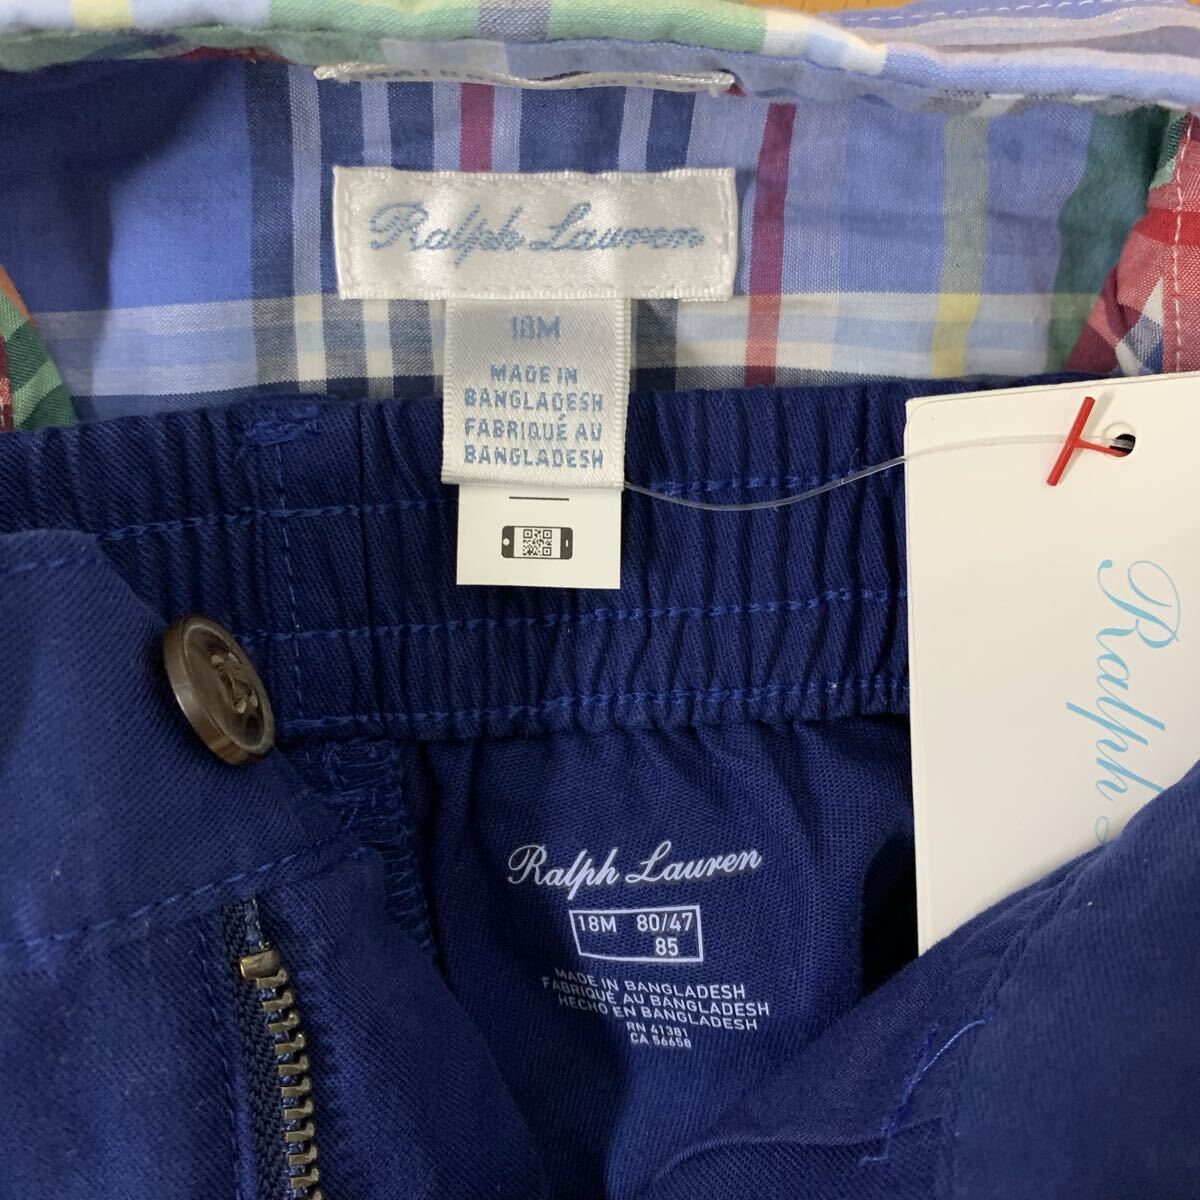 Ralph Lauren
18M
MADE IN
BANGLADESH
FABRIQUÉ AU
BANGLADESH
Ralph
Ralph Lauren
18M 80/47
85
MADE IN BANGLADESH
FABRIQUÉ AU BANGLADESH
HECHO EN BANGLADESH
RN 41381
CA 56658